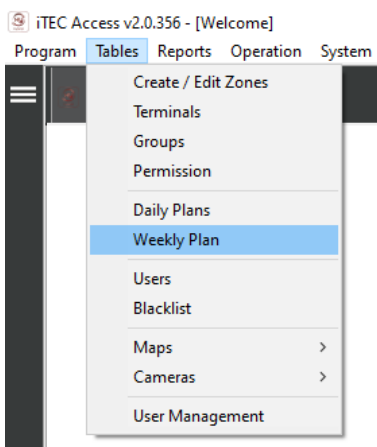 iTEC Access v2.0.356 - [Welcome]
Program Tables Reports Operation System
Create / Edit Zones
Terminals
Groups
Permission
Daily Plans
Weekly Plan
Users
Blacklist
Maps
Cameras
User Management